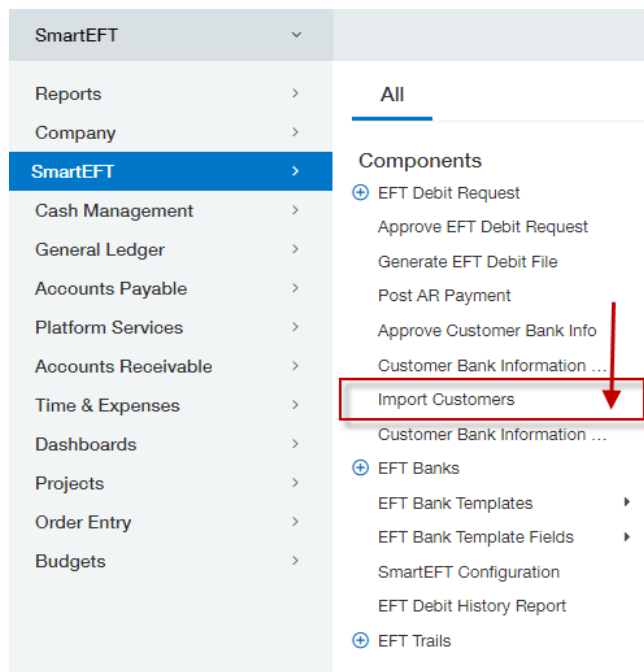 SmartEFT
Reports
Company
SmartEFT
Cash Management
General Ledger
Accounts Payable
Platform Services
Accounts Receivable
Time & Expenses
Dashboards
Projects
Order Entry
Budgets
All
Components
EFT Debit Request
Approve EFT Debit Request
Generate EFT Debit File
Post AR Payment
Approve Customer Bank Info
Customer Bank Information ...
Import Customers
Customer Bank Information ...
EFT Banks
EFT Bank Templates
EFT Bank Template Fields
SmartEFT Configuration
EFT Debit History Report
EFT Trails